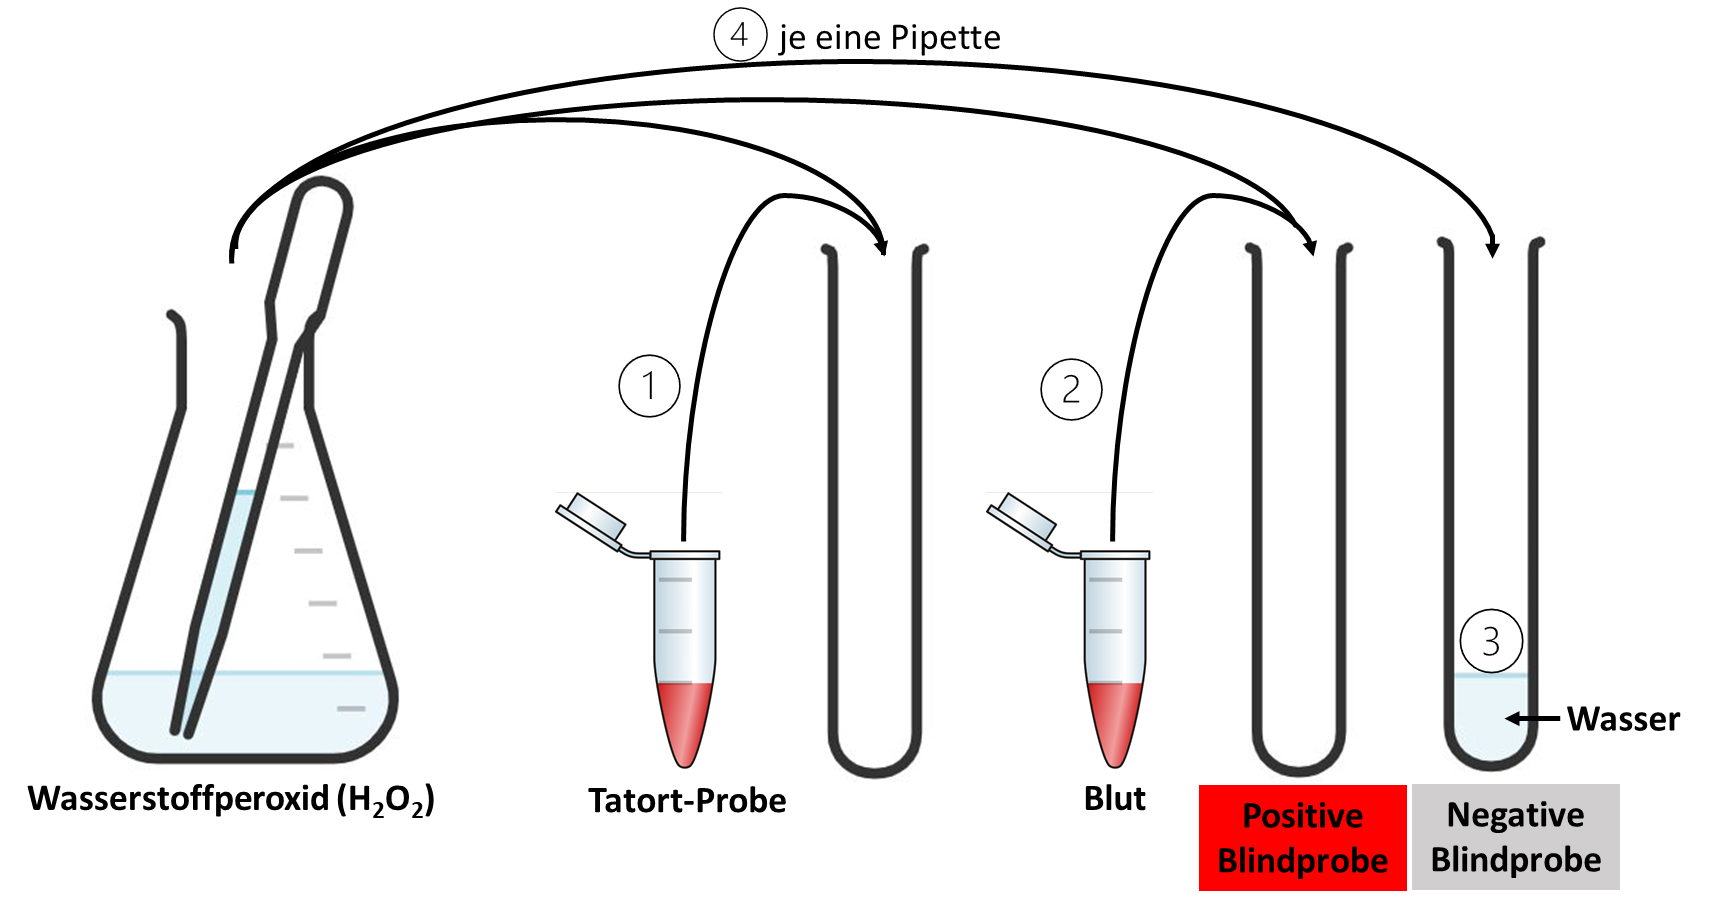 ④ je eine Pipette
①
②
③
Wasser
Wasserstoffperoxid (H₂O₂)
Tatort-Probe
Blut
Positive
Blindprobe
Negative
Blindprobe